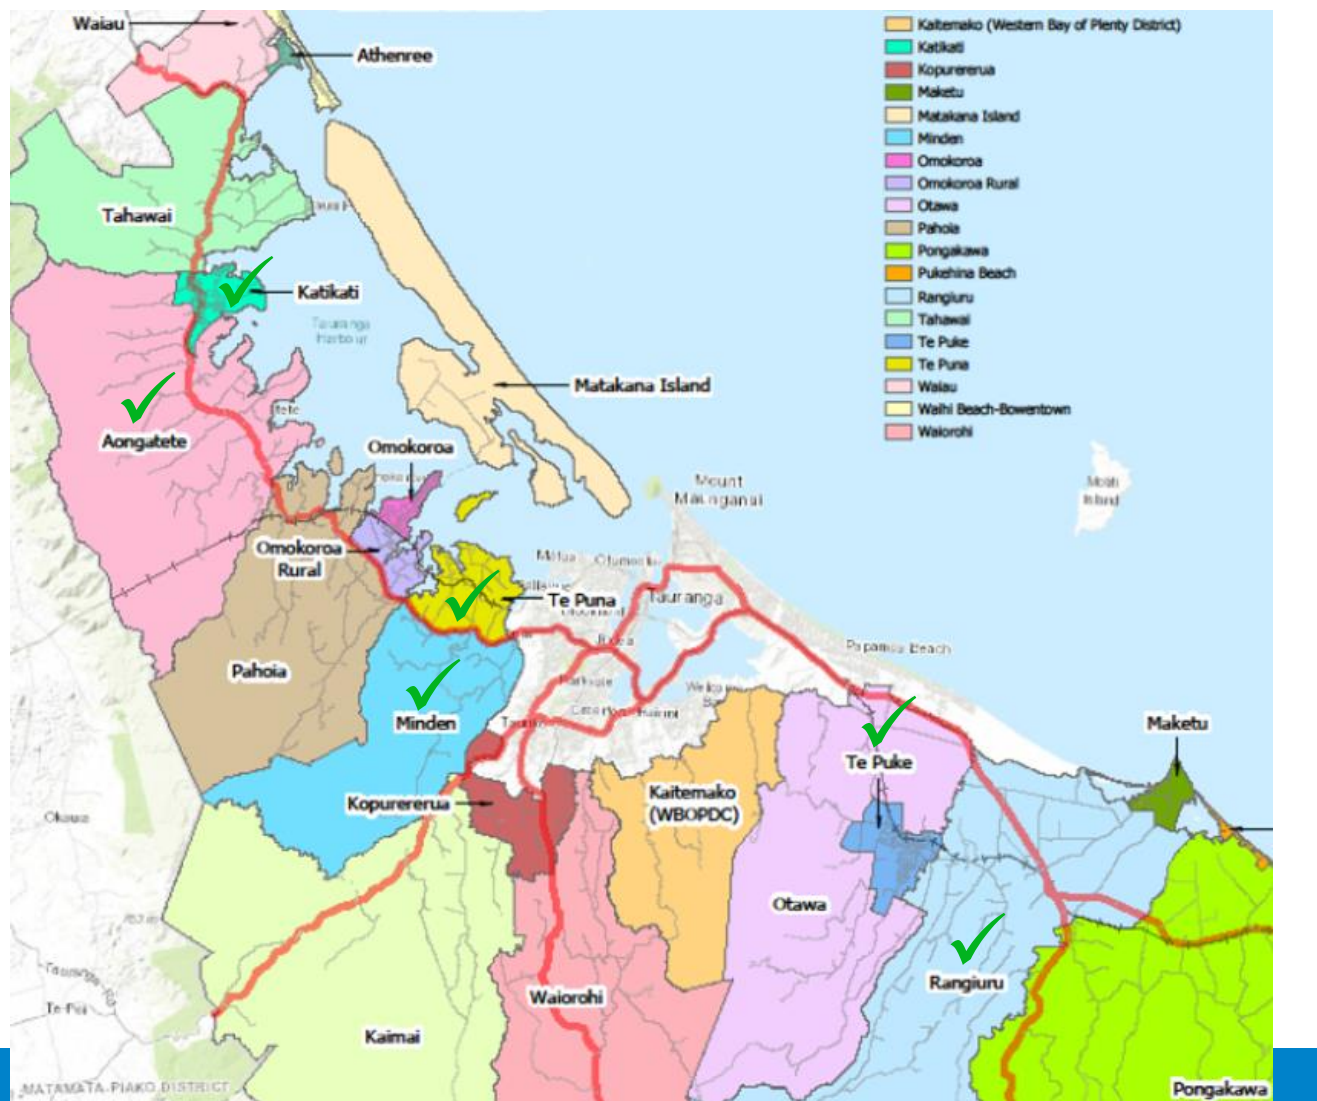 Waiau
Athenree
Kaitemako (Western Bay of Plenty District)
Katikati
Kopurererua
Maketu
Matakana Island
Minden
Omokoroa
Omokoroa Rural
Otawa
Pahoia
Pongakawa
Pukehina Beach
Rangiuru
Tahawai
Te Puke
Te Puna
Waiau
Waihi Beach-Bowentown
Waiorohi
Tahawai
Katikati
Tauranga
Harbour
Matakana Island
Aongatete
Omokoroa
Mount
Maunganui
Motiti
Island
Omokoroa
Rural
Matua
Otumoetai
Te Puna
Tauranga
Papamoa Beach
Pahoia
Minden
Te Puke
Maketu
Kaitemako
(WBOPDC)
Kopurererua
Otawa
Rangiuru
Waiorohi
Kaimai
Pongakawa
MATAMATA-PIAKO DISTRICT